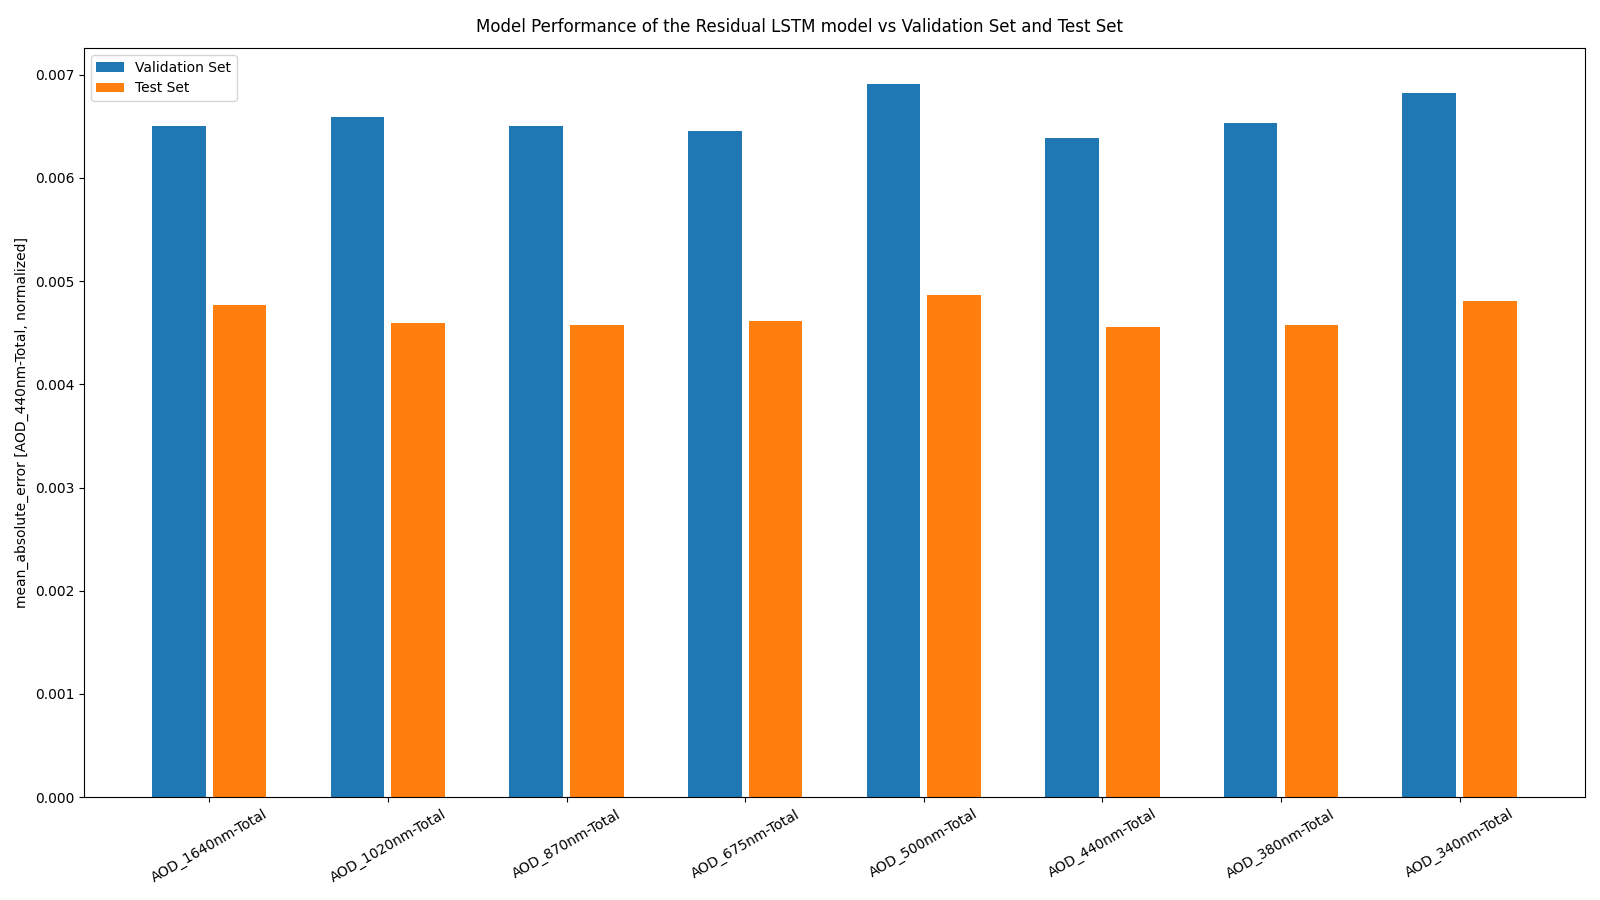 Model Performance of the Residual LSTM model vs Validation Set and Test Set
Validation Set
Test Set
mean_absolute_error [AOD_440nm-Total, normalized]
0.007
0.006
0.005
0.004
0.003
0.002
0.001
0.000
AOD_1640nm-Total
AOD_1020nm-Total
AOD_870nm-Total
AOD_675nm-Total
AOD_500nm-Total
AOD_440nm-Total
AOD_380nm-Total
AOD_340nm-Total